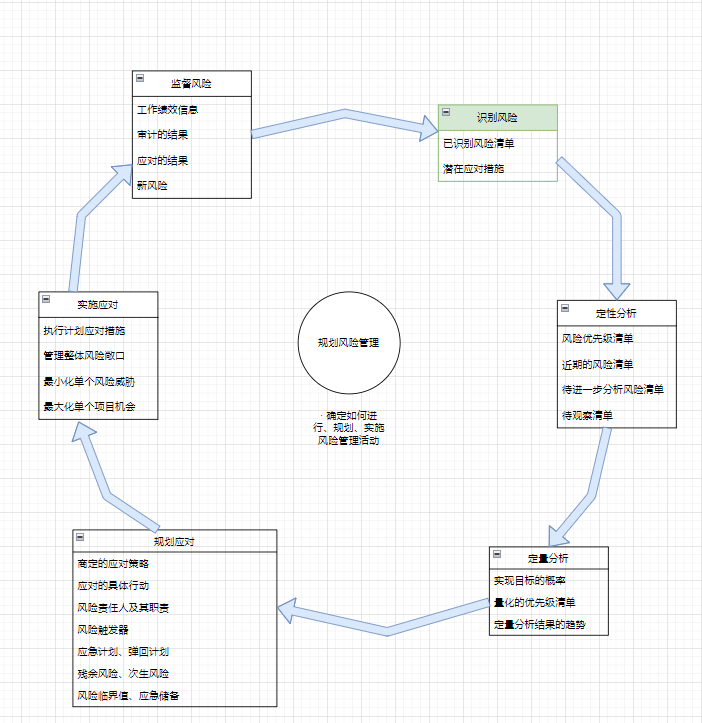 监督风险
工作绩效信息
审计的结果
应对的结果
新风险
识别风险
已识别风险清单
潜在应对措施
定性分析
风险优先级清单
近期的风险清单
待进一步分析风险清单
待观察清单
定量分析
实现目标的概率
量化的优先级清单
定量分析结果的趋势
规划应对
商定的应对策略
应对的具体行动
风险责任人及其职责
风险触发器
应急计划、弹回计划
残余风险、次生风险
风险临界值、应急储备
实施应对
执行计划应对措施
管理整体风险敞口
最小化单个风险威胁
最大化单个项目机会
规划风险管理
· 确定如何进
行、规划、实施
风险管理活动